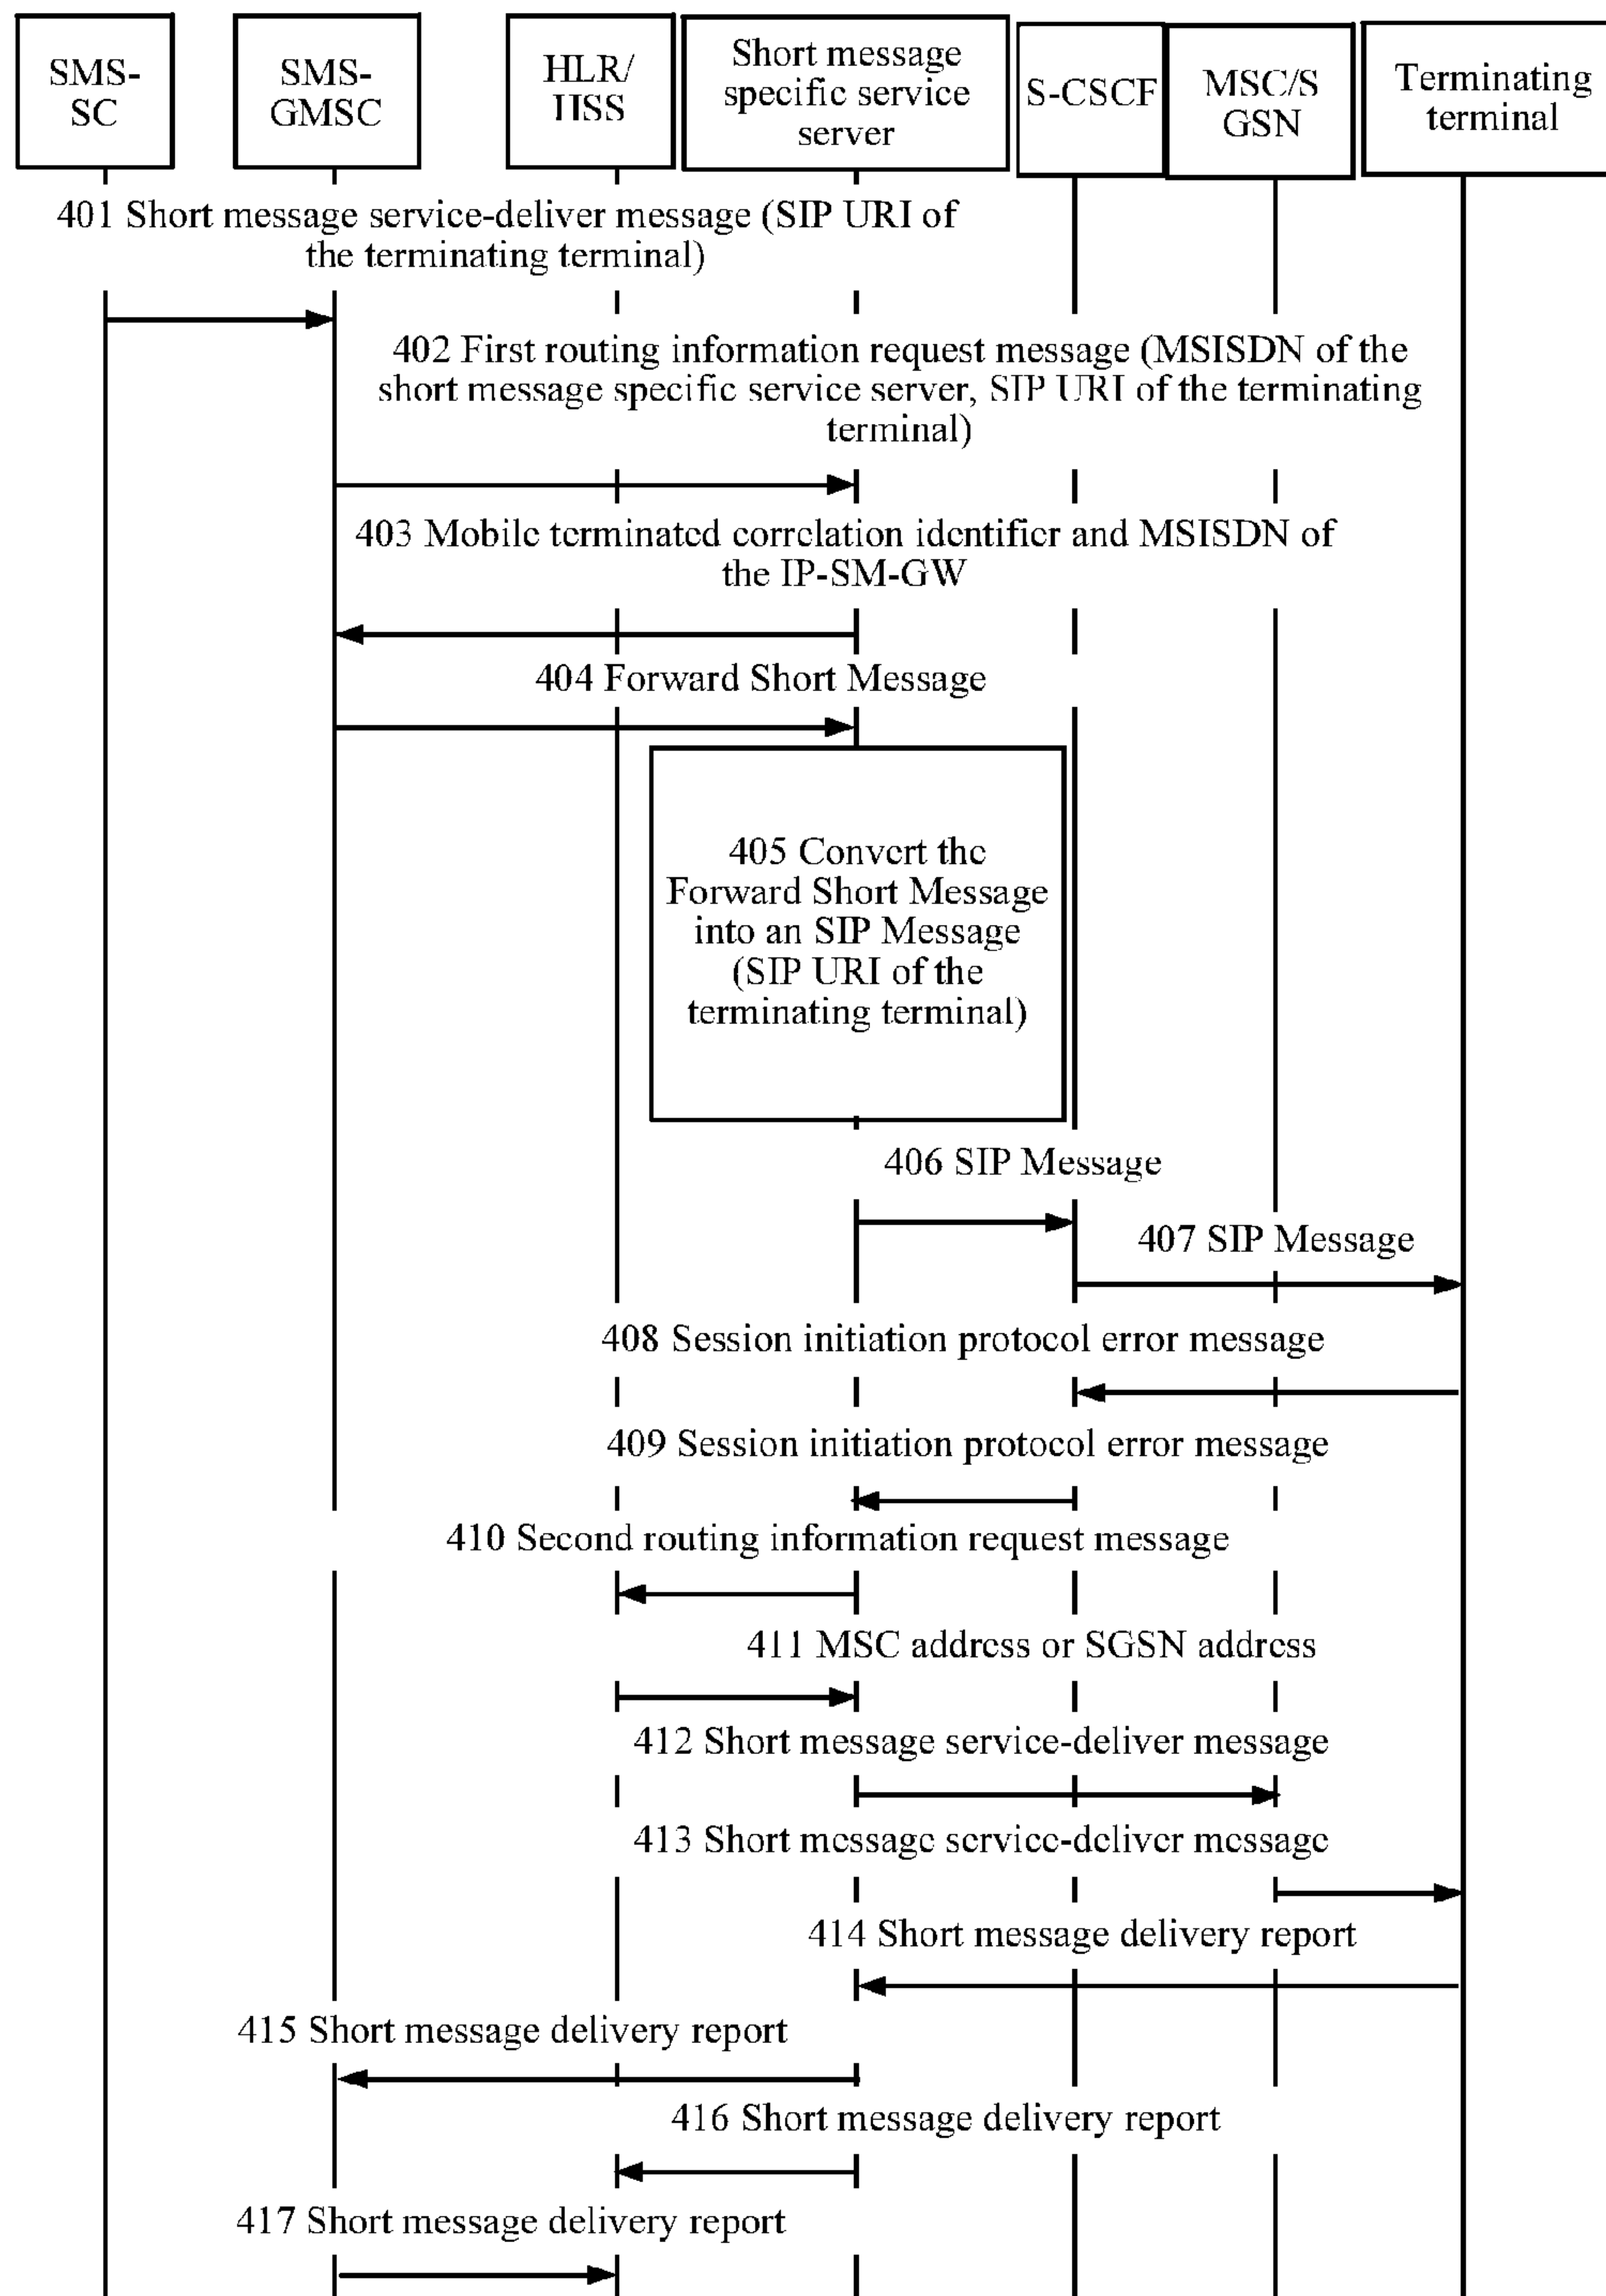 SMS-
SC
SMS-
GMSC
HLR/
HSS
Short message
specific service
server
S-CSCF
MSC/S
GSN
Terminating
terminal
401 Short message service-deliver message (SIP URI of
the terminating terminal)
402 First routing information request message (MSISDN of the
short message specific service server, SIP URI of the terminating
terminal)
403 Mobile terminated correlation identifier and MSISDN of
the IP-SM-GW
404 Forward Short Message
405 Convert the
Forward Short Message
into an SIP Message
(SIP URI of the
terminating terminal)
406 SIP Message
407 SIP Message
408 Session initiation protocol error message
409 Session initiation protocol error message
410 Second routing information request message
411 MSC address or SGSN address
412 Short message service-deliver message
413 Short message service-deliver message
414 Short message delivery report
415 Short message delivery report
416 Short message delivery report
417 Short message delivery report